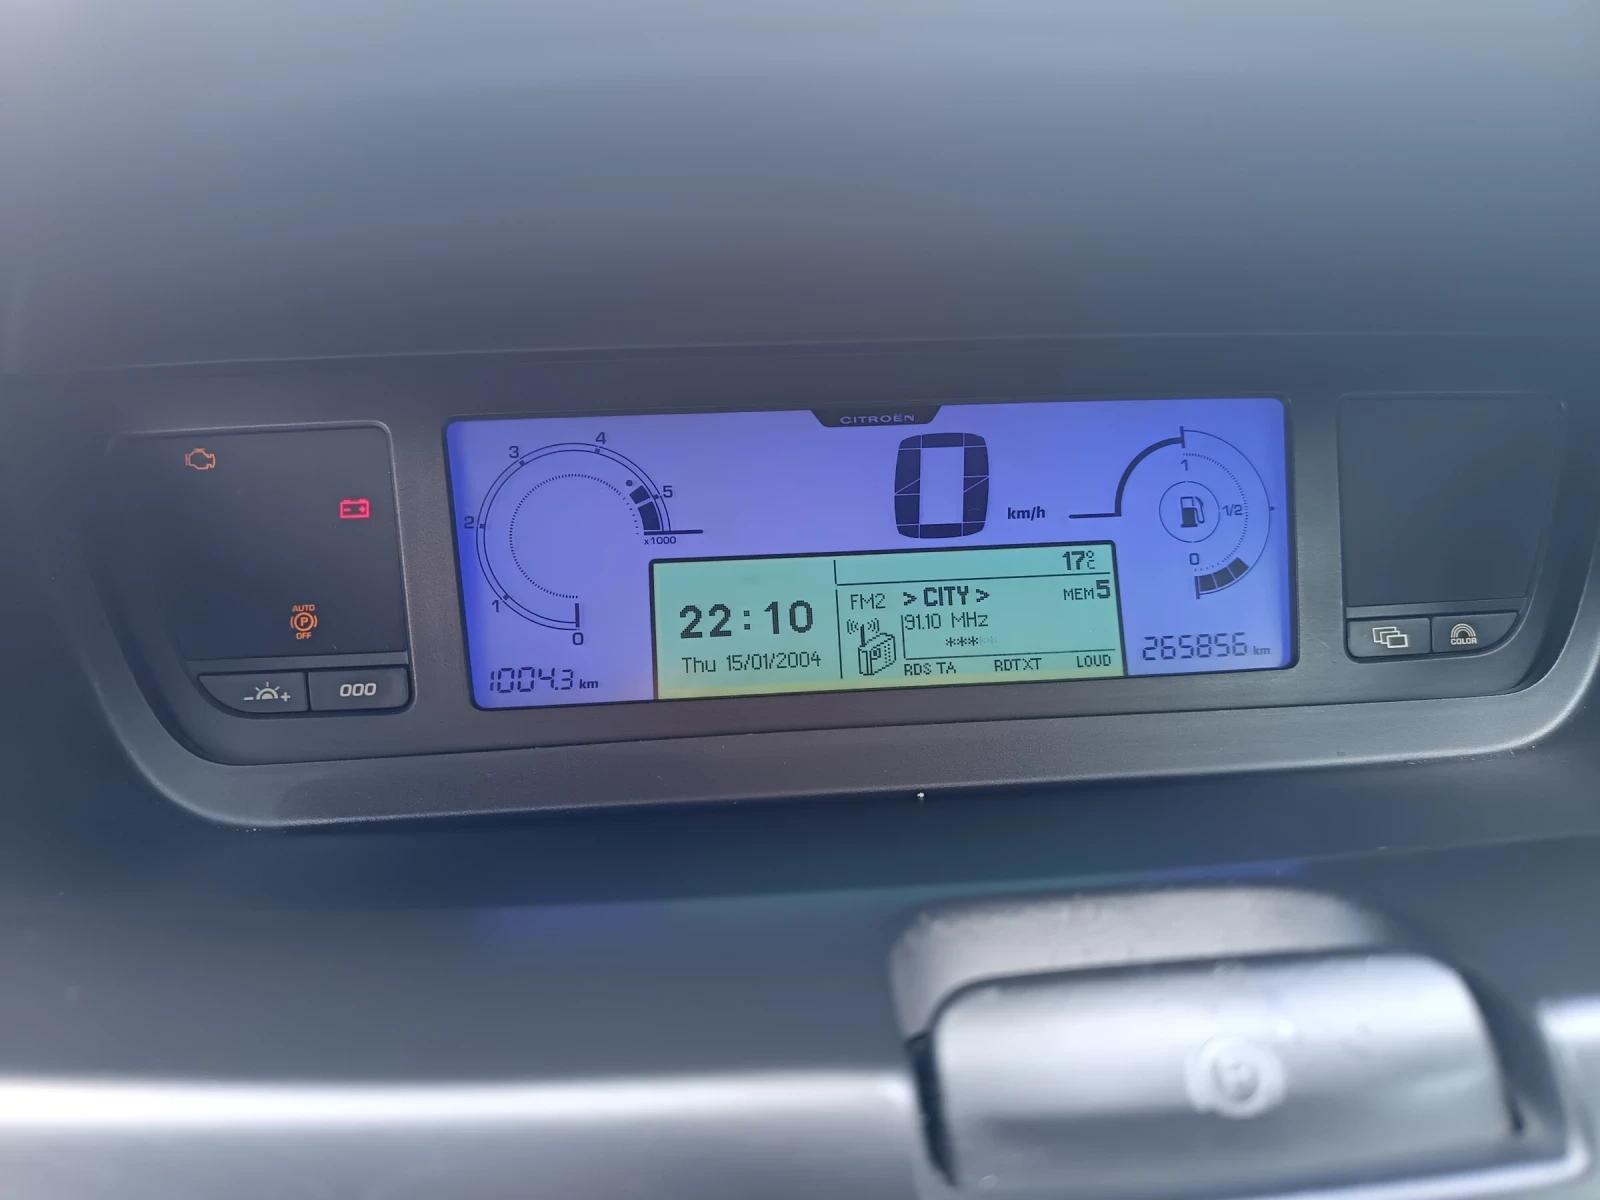 CITROËN
4
3
5
2
x1000
1
0
1004.3 km
0 km/h
1
1/2
0
265856 km
17°C
22:10
Thu 15/01/2004
FM2 > CITY > MEM 5
91.10 MHz
*****
RDS TA RDTXT LOUD
AUTO
P
OFF
- +
000
COLOR